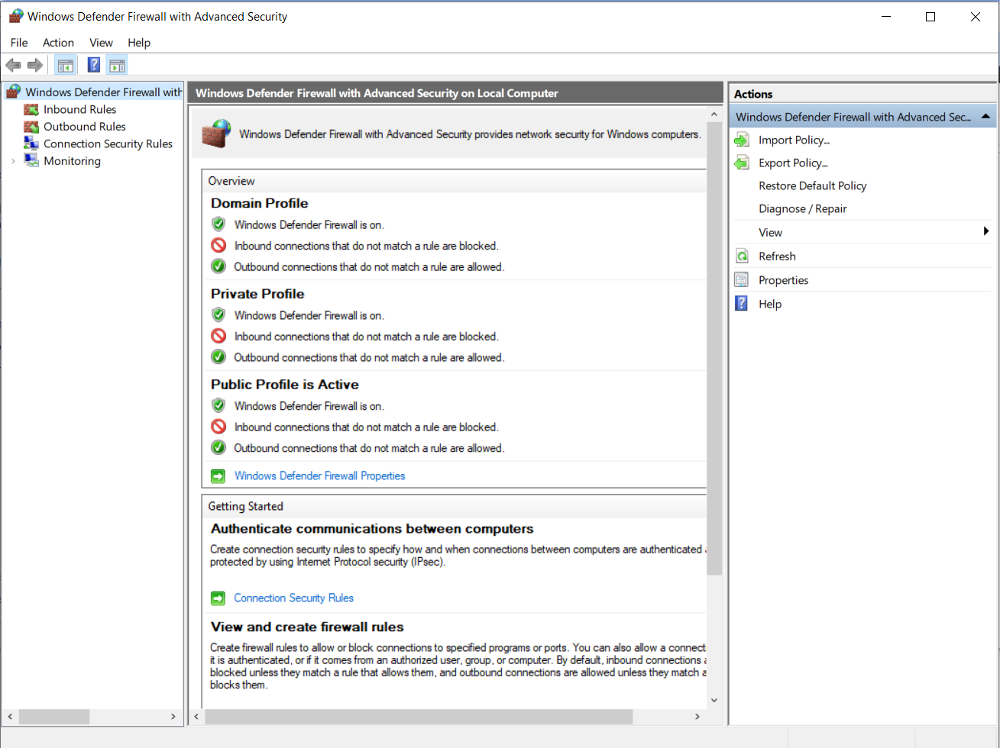 Windows Defender Firewall with Advanced Security
File Action View Help
Windows Defender Firewall with
Inbound Rules
Outbound Rules
Connection Security Rules
Monitoring
Windows Defender Firewall with Advanced Security on Local Computer
Windows Defender Firewall with Advanced Security provides network security for Windows computers.
Overview
Domain Profile
Windows Defender Firewall is on.
Inbound connections that do not match a rule are blocked.
Outbound connections that do not match a rule are allowed.
Private Profile
Windows Defender Firewall is on.
Inbound connections that do not match a rule are blocked.
Outbound connections that do not match a rule are allowed.
Public Profile is Active
Windows Defender Firewall is on.
Inbound connections that do not match a rule are blocked.
Outbound connections that do not match a rule are allowed.
Windows Defender Firewall Properties
Getting Started
Authenticate communications between computers
Create connection security rules to specify how and when connections between computers are authenticated
protected by using Internet Protocol security (IPsec).
Connection Security Rules
View and create firewall rules
Create firewall rules to allow or block connections to specified programs or ports. You can also allow a connect
it is authenticated, or if it comes from an authorized user, group, or computer. By default, inbound connections a
blocked unless they match a rule that allows them, and outbound connections are allowed unless they match a
blocks them.
Actions
Windows Defender Firewall with Advanced Sec...
Import Policy...
Export Policy...
Restore Default Policy
Diagnose / Repair
View
Refresh
Properties
Help